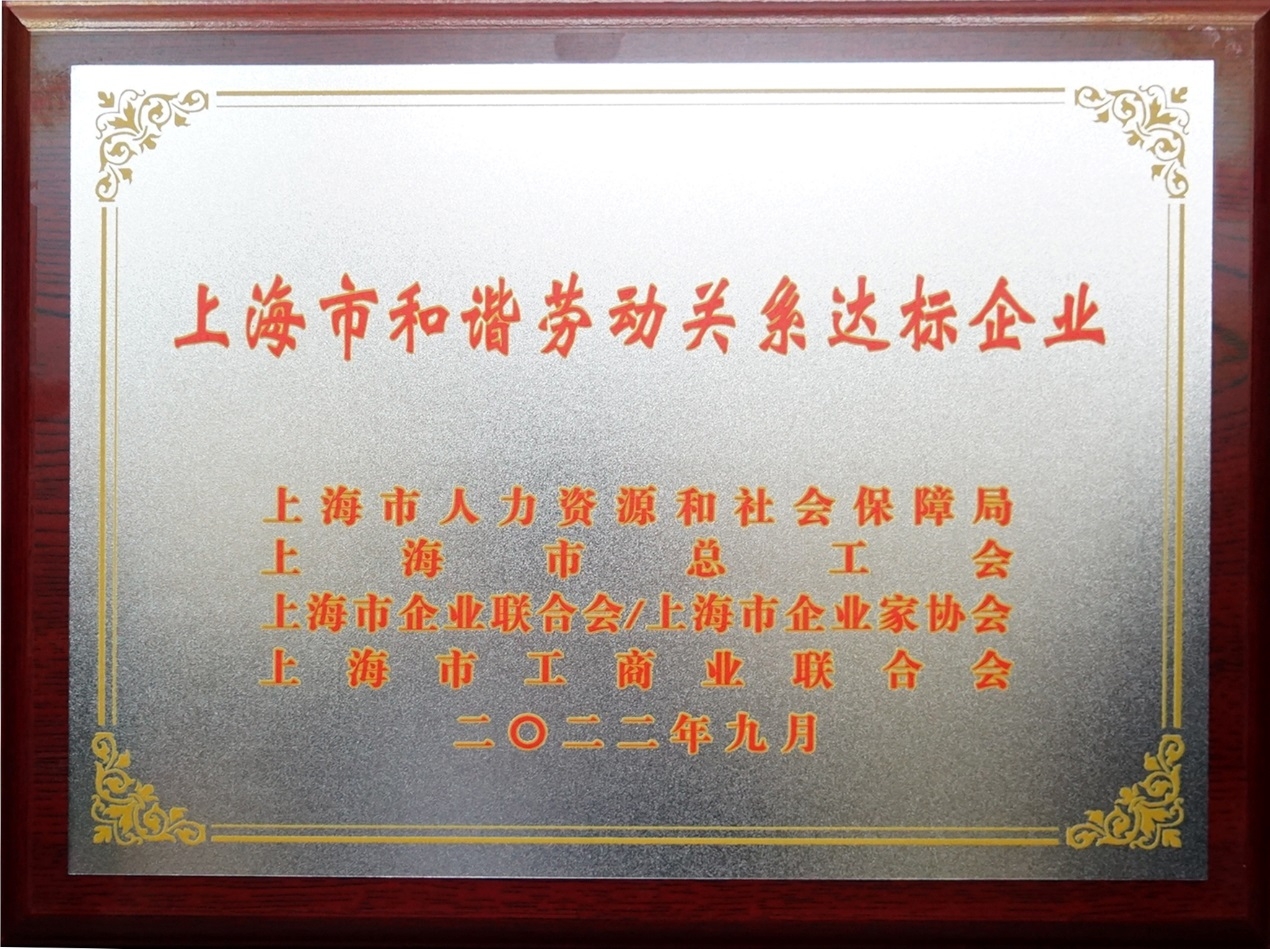 上海市和谐劳动关系达标企业
上海市人力资源和社会保障局
上海市总工会
上海市企业联合会/上海市企业家协会
上海市工商业联合会
二〇二二年九月